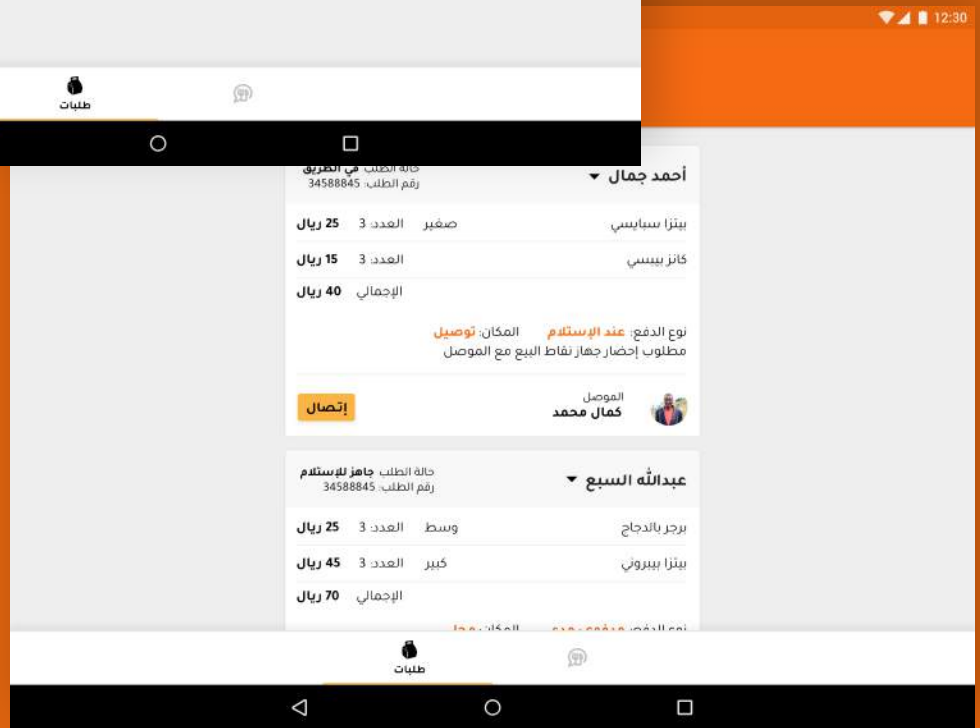 12:30
طلبات
أحمد جمال
حالة الطلب في الطريق
رقم الطلب: 34588845
بيتزا سبايسي صغير العدد: 3 25 ريال
كانز بيبسي العدد: 3 15 ريال
الإجمالي 40 ريال
نوع الدفع: عند الإستلام المكان: توصيل
مطلوب إحضار جهاز نقاط البيع مع الموصل
الموصل
كمال محمد
إتصال
عبدالله السبع
حالة الطلب جاهز للإستلام
رقم الطلب: 34588845
برجر بالدجاج وسط العدد: 3 25 ريال
بيتزا بيبروني كبير العدد: 3 45 ريال
الإجمالي 70 ريال
نوع الدفع: المكان:
طلبات